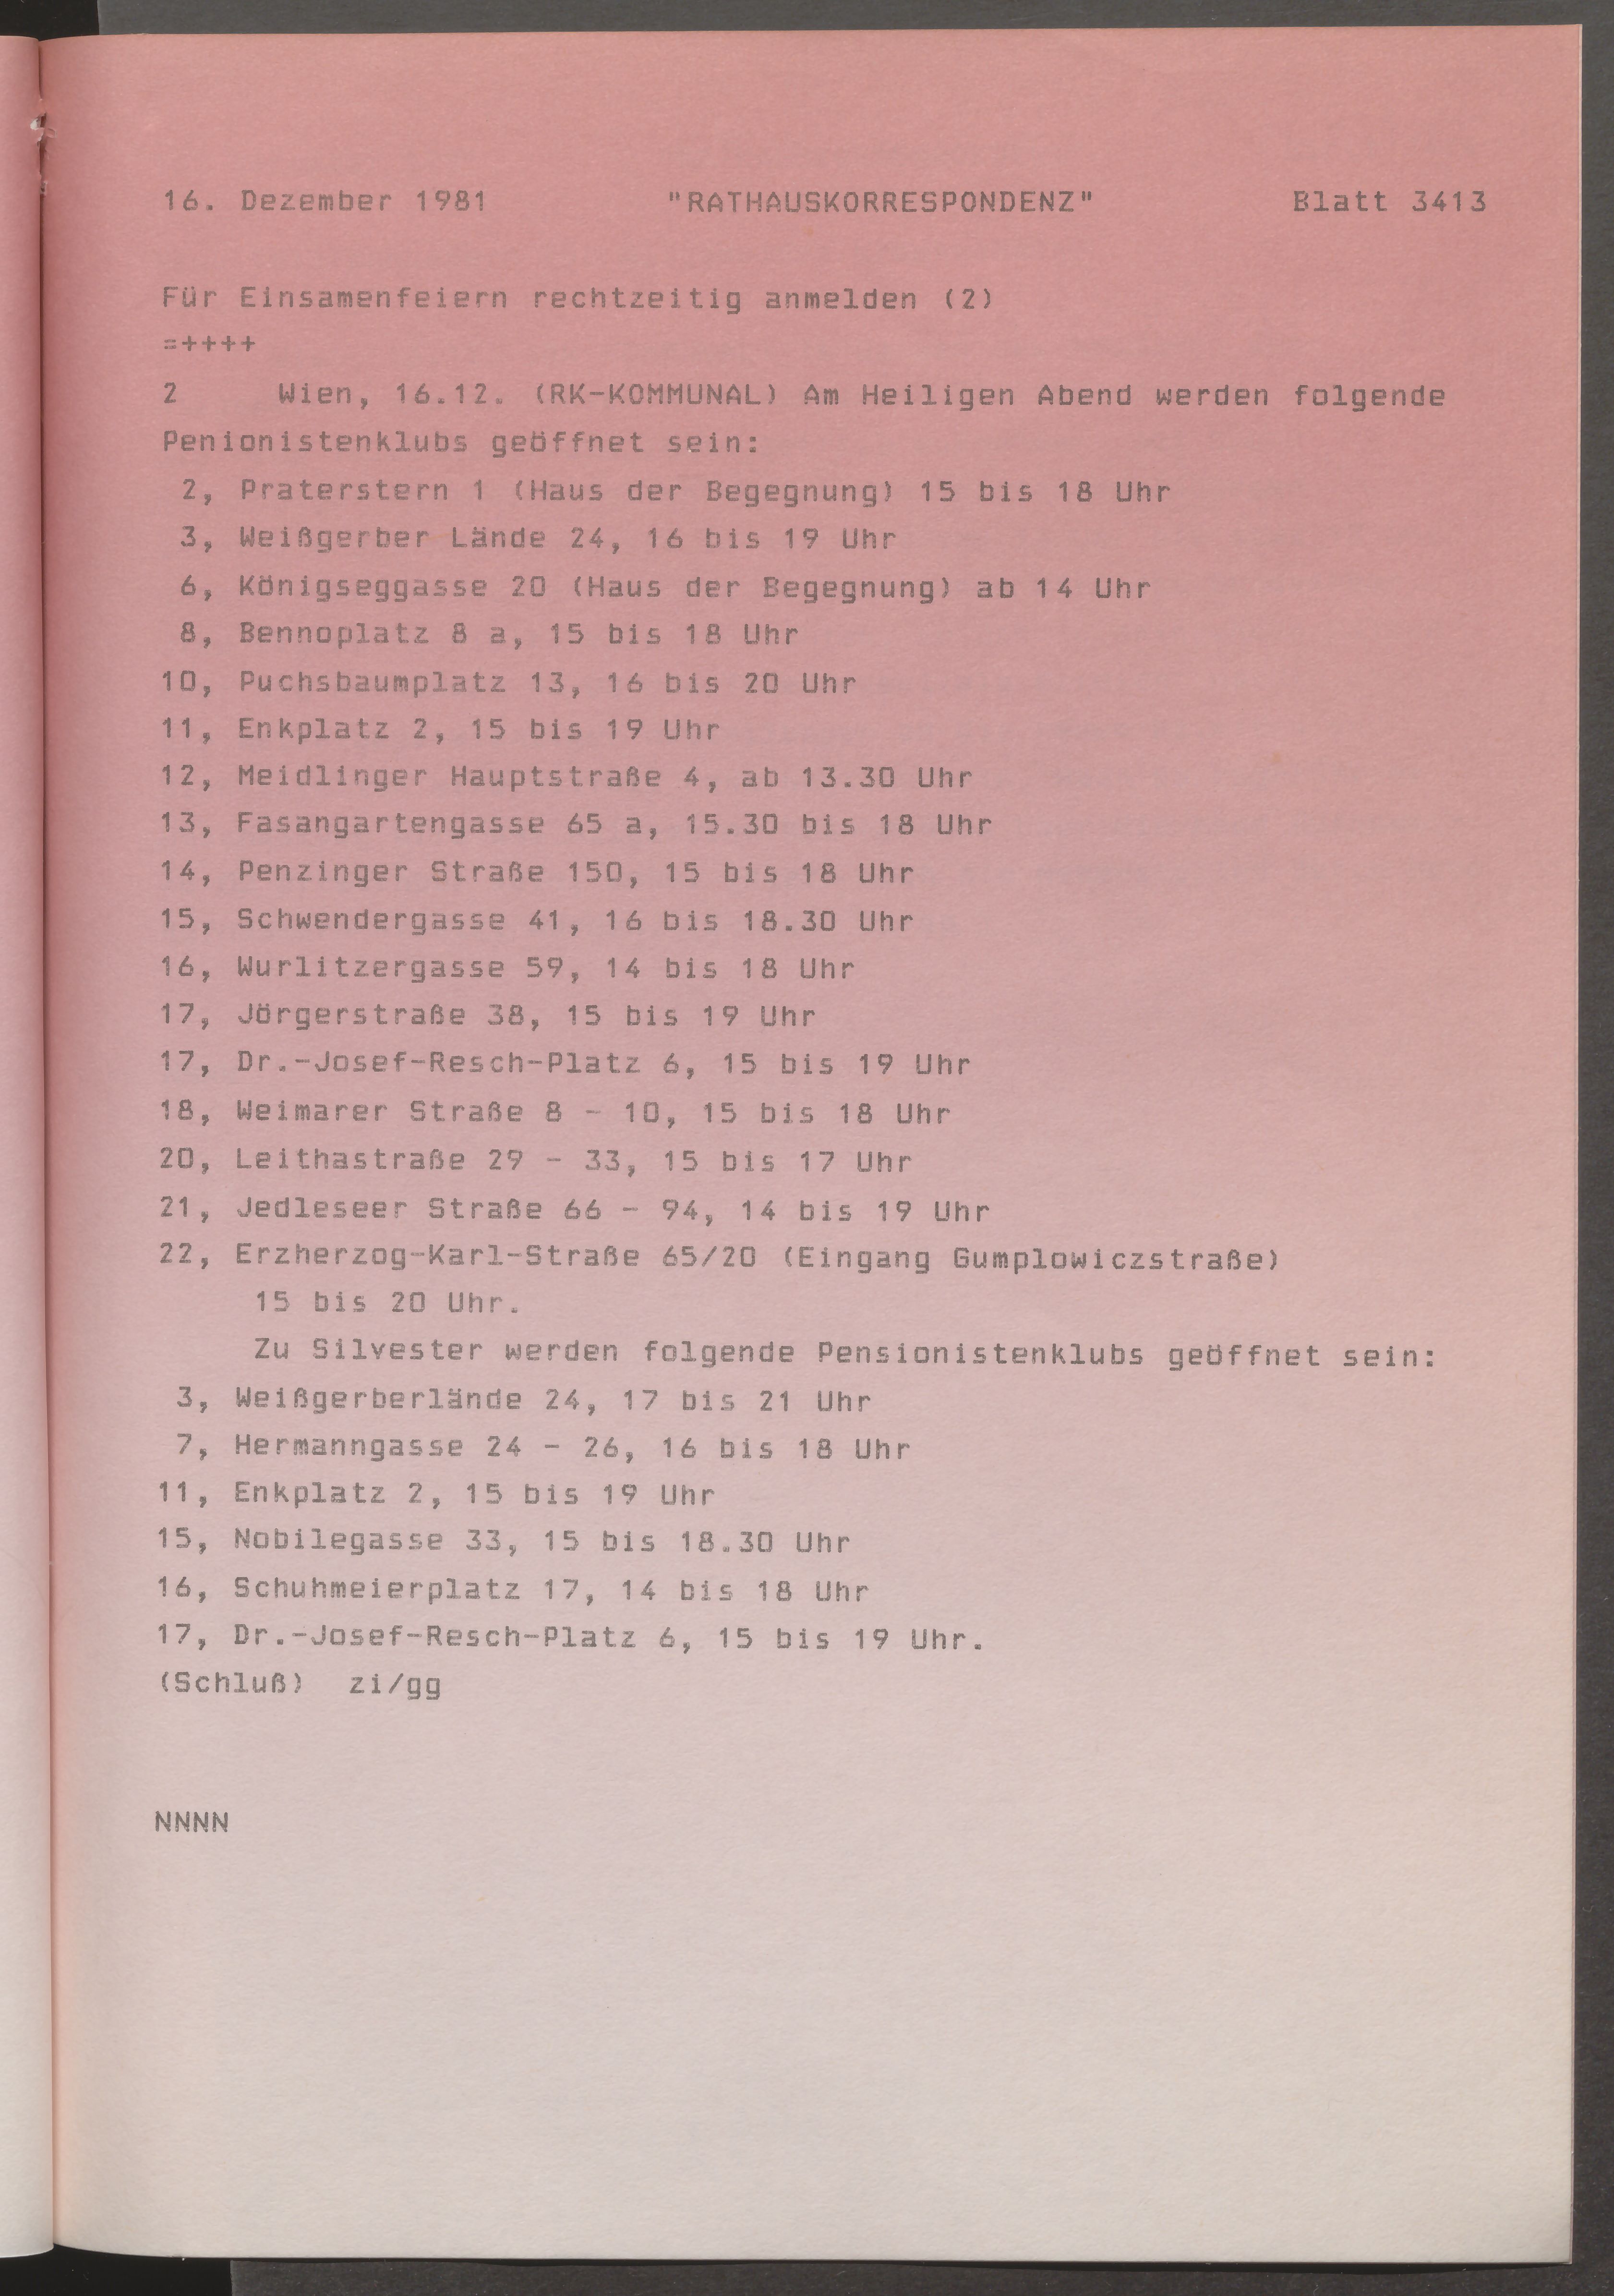 16. Dezember 1981 "RATHAUSKORRESPONDENZ" Blatt 3413
Für Einsamenfeiern rechtzeitig anmelden (2)
=++++
2 Wien, 16.12. (RK-KOMMUNAL) Am Heiligen Abend werden folgende
Penionistenklubs geöffnet sein:
2, Praterstern 1 (Haus der Begegnung) 15 bis 18 Uhr
3, Weißgerber Lände 24, 16 bis 19 Uhr
6, Königseggasse 20 (Haus der Begegnung) ab 14 Uhr
8, Bennoplatz 8 a, 15 bis 18 Uhr
10, Puchsbaumplatz 13, 16 bis 20 Uhr
11, Enkplatz 2, 15 bis 19 Uhr
12, Meidlinger Hauptstraße 4, ab 13.30 Uhr
13, Fasangartengasse 65 a, 15.30 bis 18 Uhr
14, Penzinger Straße 150, 15 bis 18 Uhr
15, Schwendergasse 41, 16 bis 18.30 Uhr
16, Wurlitzergasse 59, 14 bis 18 Uhr
17, Jörgerstraße 38, 15 bis 19 Uhr
17, Dr.-Josef-Resch-Platz 6, 15 bis 19 Uhr
18, Weimarer Straße 8 - 10, 15 bis 18 Uhr
20, Leithastraße 29 - 33, 15 bis 17 Uhr
21, Jedleseer Straße 66 - 94, 14 bis 19 Uhr
22, Erzherzog-Karl-Straße 65/20 (Eingang Gumplowiczstraße)
15 bis 20 Uhr.
Zu Silvester werden folgende Pensionistenklubs geöffnet sein:
3, Weißgerberlände 24, 17 bis 21 Uhr
7, Hermanngasse 24 - 26, 16 bis 18 Uhr
11, Enkplatz 2, 15 bis 19 Uhr
15, Nobilegasse 33, 15 bis 18.30 Uhr
16, Schuhmeierplatz 17, 14 bis 18 Uhr
17, Dr.-Josef-Resch-Platz 6, 15 bis 19 Uhr.
(Schluß) zi/gg
NNNN